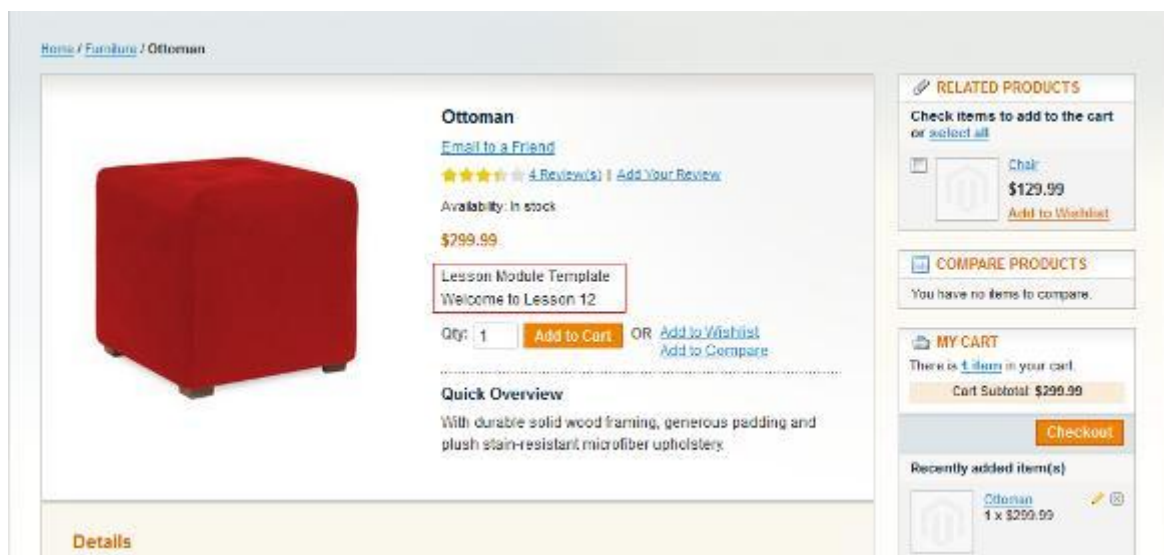 Home / Furniture / Ottoman
Ottoman
Email to a Friend
4 Review(s) | Add Your Review
Availability: In stock
$299.99
Lesson Module Template
Welcome to Lesson 12
Qty: 1 Add to Cart OR Add to Wishlist
Add to Compare
Quick Overview
With durable solid wood framing, generous padding and
plush stain-resistant microfiber upholstery.
Details
RELATED PRODUCTS
Check items to add to the cart
or select all
Chair
$129.99
Add to Wishlist
COMPARE PRODUCTS
You have no items to compare.
MY CART
There is 1 item in your cart.
Cart Subtotal: $299.99
Checkout
Recently added item(s)
Ottoman
1 x $299.99